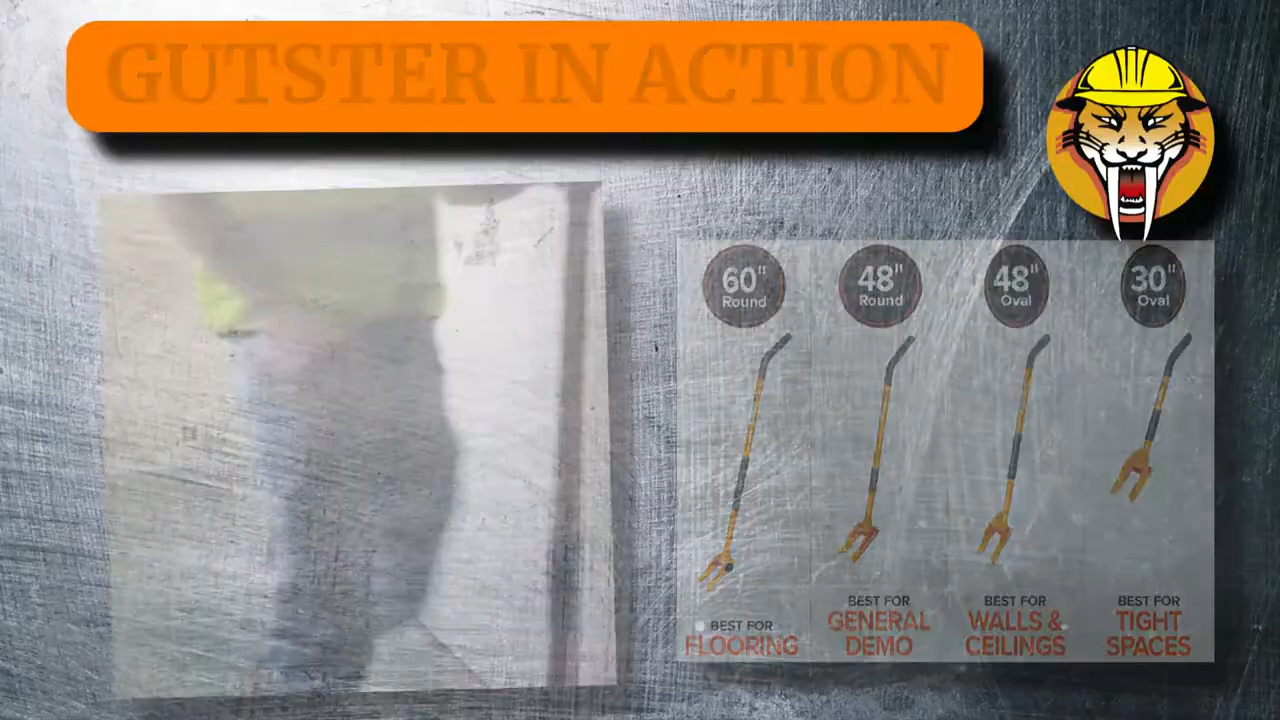 GUTSTER IN ACTION
60"
Round
48"
Round
48"
Oval
30"
Oval
BEST FOR
FLOORING
BEST FOR
GENERAL
DEMO
BEST FOR
WALLS &
CEILINGS
BEST FOR
TIGHT
SPACES